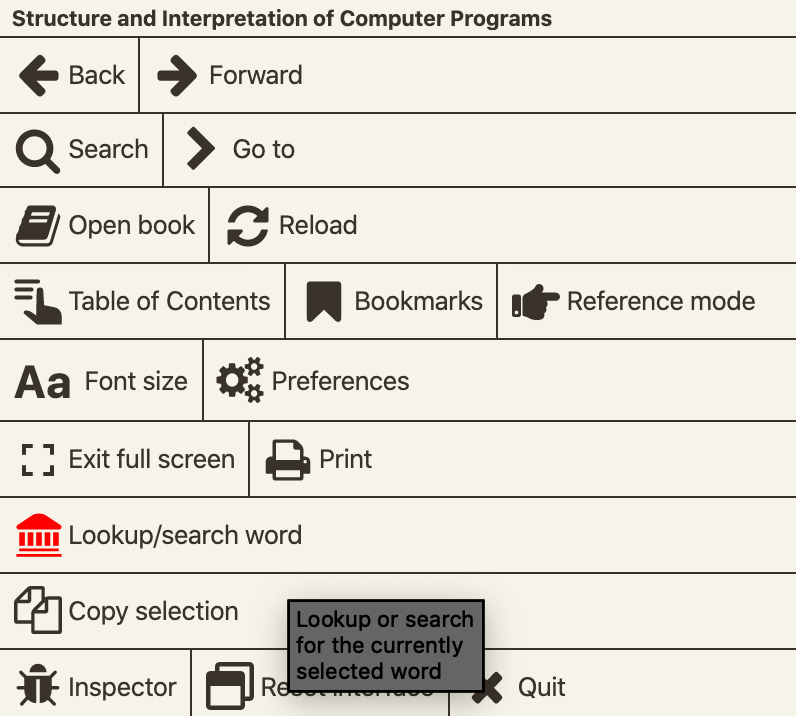 Structure and Interpretation of Computer Programs
Back Forward
Search Go to
Open book Reload
Table of Contents Bookmarks Reference mode
Aa Font size Preferences
Exit full screen Print
Lookup/search word
Copy selection
Lookup or search
for the currently
selected word
Inspector Reset interface Quit